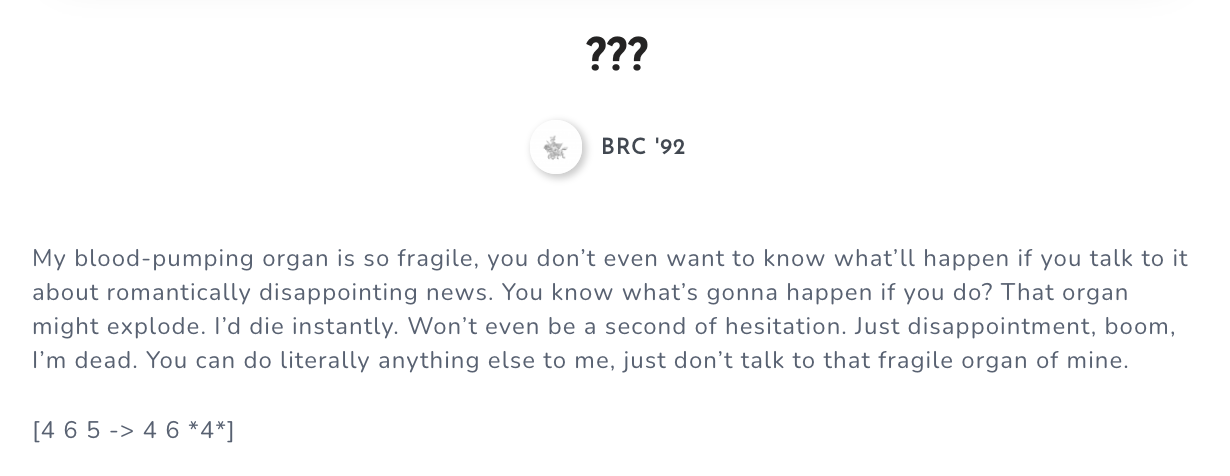 ???
BRC '92
My blood-pumping organ is so fragile, you don’t even want to know what’ll happen if you talk to it
about romantically disappointing news. You know what’s gonna happen if you do? That organ
might explode. I’d die instantly. Won’t even be a second of hesitation. Just disappointment, boom,
I’m dead. You can do literally anything else to me, just don’t talk to that fragile organ of mine.
[4 6 5 -> 4 6 *4*]